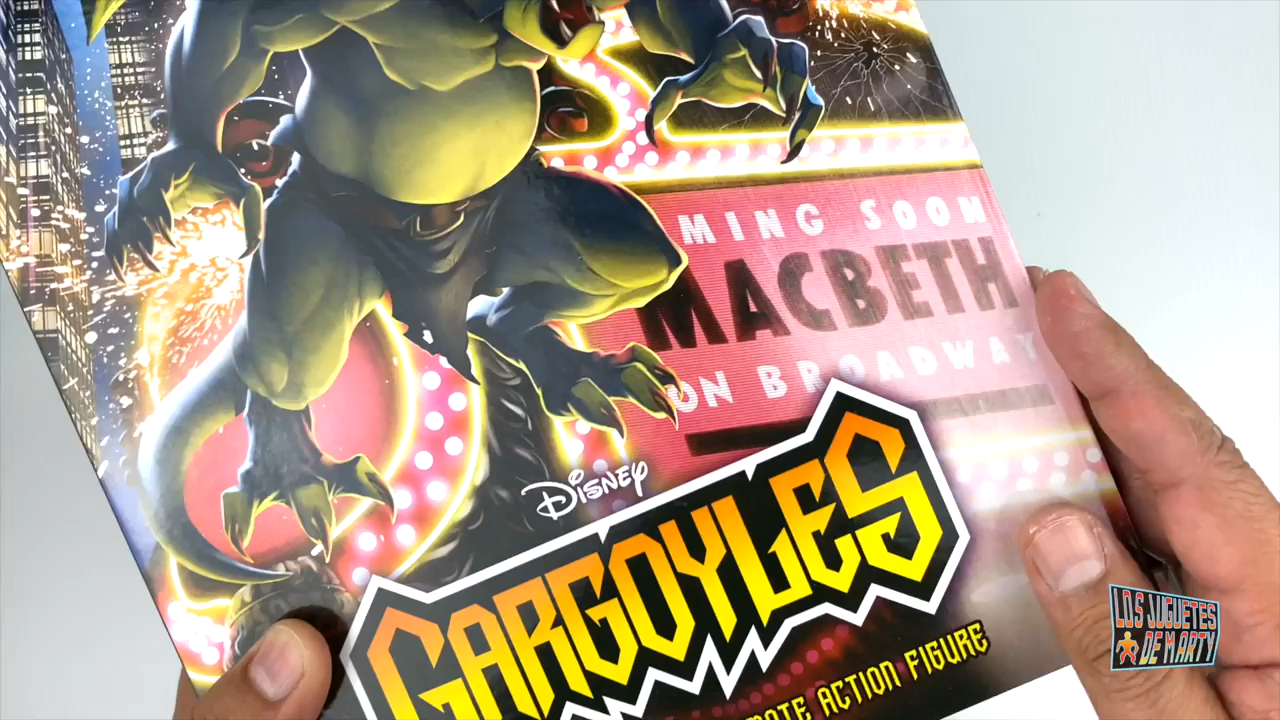 MING SOON
MACBETH
ON BROADWAY
DISNEY
GARGOYLES
ACTION FIGURE
LOS JUGUETES
DE MARTY